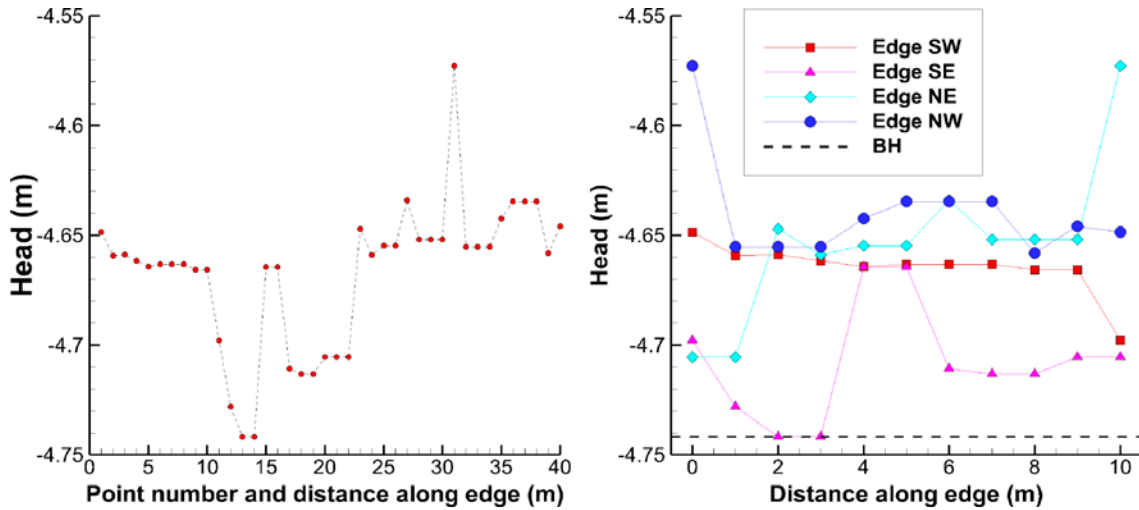 -4.55
-4.6
-4.65
-4.7
-4.75
Head (m)
0 5 10 15 20 25 30 35 40
Point number and distance along edge (m)
-4.55
-4.6
-4.65
-4.7
-4.75
Head (m)
Edge SW
Edge SE
Edge NE
Edge NW
BH
0 2 4 6 8 10
Distance along edge (m)